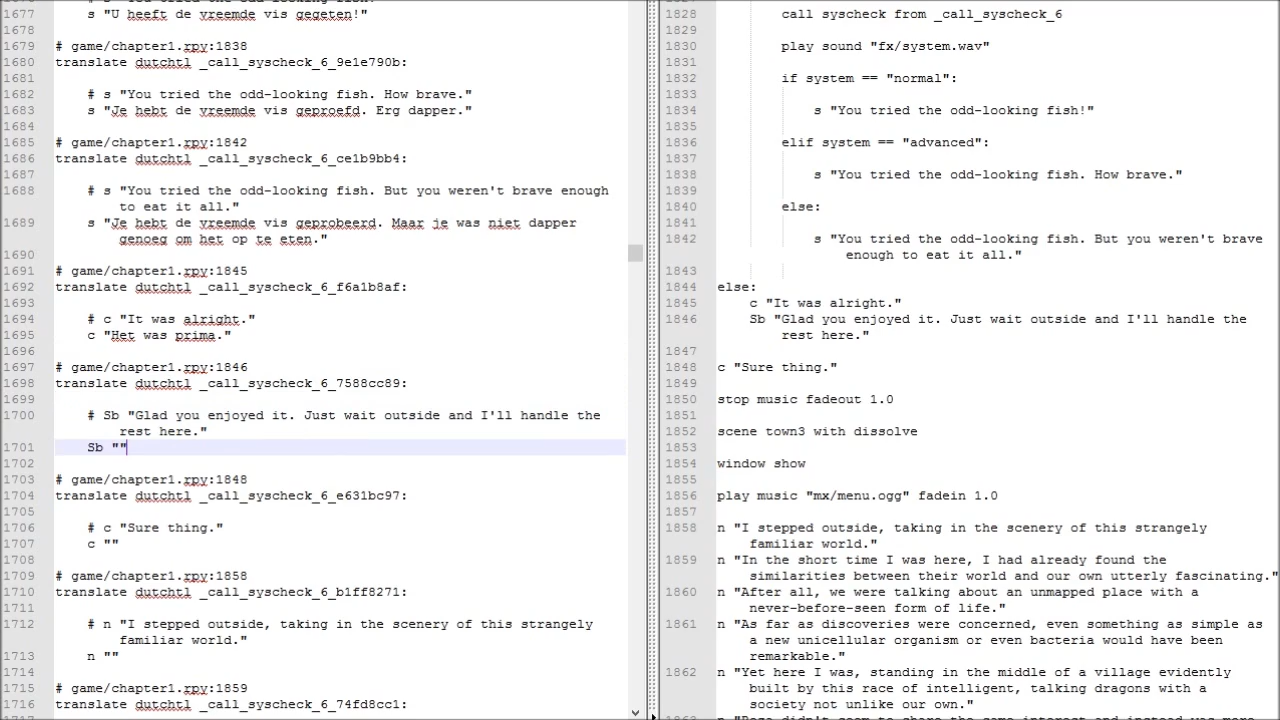 1677 s "U heeft de vreemde vis gegeten!"
1678
1679 # game/chapter1.rpy:1838
1680 translate dutchtl _call_syscheck_6_9e1e790b:
1681
1682 # s "You tried the odd-looking fish. How brave."
1683 s "Je hebt de vreemde vis geproefd. Erg dapper."
1684
1685 # game/chapter1.rpy:1842
1686 translate dutchtl _call_syscheck_6_ce1b9bb4:
1687
1688 # s "You tried the odd-looking fish. But you weren't brave enough
to eat it all."
1689 s "Je hebt de vreemde vis geprobeerd. Maar je was niet dapper
genoeg om het op te eten."
1690
1691 # game/chapter1.rpy:1845
1692 translate dutchtl _call_syscheck_6_f6a1b8af:
1693
1694 # c "It was alright."
1695 c "Het was prima."
1696
1697 # game/chapter1.rpy:1846
1698 translate dutchtl _call_syscheck_6_7588cc89:
1699
1700 # Sb "Glad you enjoyed it. Just wait outside and I'll handle the
rest here."
1701 Sb ""
1702
1703 # game/chapter1.rpy:1848
1704 translate dutchtl _call_syscheck_6_e631bc97:
1705
1706 # c "Sure thing."
1707 c ""
1708
1709 # game/chapter1.rpy:1858
1710 translate dutchtl _call_syscheck_6_b1ff8271:
1711
1712 # n "I stepped outside, taking in the scenery of this strangely
familiar world."
1713 n ""
1714
1715 # game/chapter1.rpy:1859
1716 translate dutchtl _call_syscheck_6_74fd8cc1:
1828 call syscheck from _call_syscheck_6
1829
1830 play sound "fx/system.wav"
1831
1832 if system == "normal":
1833
1834 s "You tried the odd-looking fish!"
1835
1836 elif system == "advanced":
1837
1838 s "You tried the odd-looking fish. How brave."
1839
1840 else:
1841
1842 s "You tried the odd-looking fish. But you weren't brave
enough to eat it all."
1843
1844 else:
1845 c "It was alright."
1846 Sb "Glad you enjoyed it. Just wait outside and I'll handle the
rest here."
1847
1848 c "Sure thing."
1849
1850 stop music fadeout 1.0
1851
1852 scene town3 with dissolve
1853
1854 window show
1855
1856 play music "mx/menu.ogg" fadein 1.0
1857
1858 n "I stepped outside, taking in the scenery of this strangely
familiar world."
1859 n "In the short time I was here, I had already found the
similarities between their world and our own utterly fascinating."
1860 n "After all, we were talking about an unmapped place with a
never-before-seen form of life."
1861 n "As far as discoveries were concerned, even something as simple as
a new unicellular organism or even bacteria would have been
remarkable."
1862 n "Yet here I was, standing in the middle of a village evidently
built by this race of intelligent, talking dragons with a
society not unlike our own."